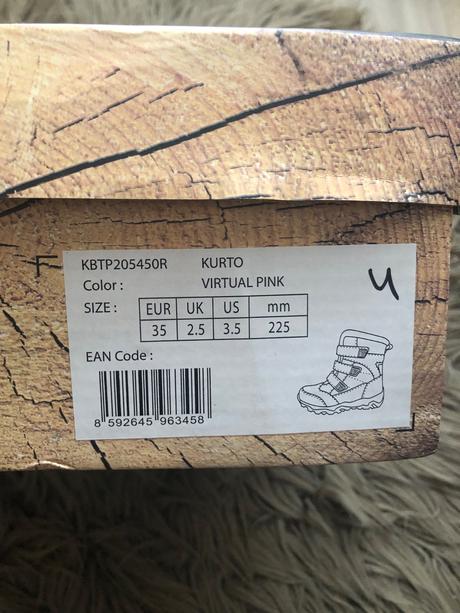 KBTP205450R KURTO
Color : VIRTUAL PINK
SIZE : EUR UK US mm
35 2.5 3.5 225
EAN Code :
8 592645 963458